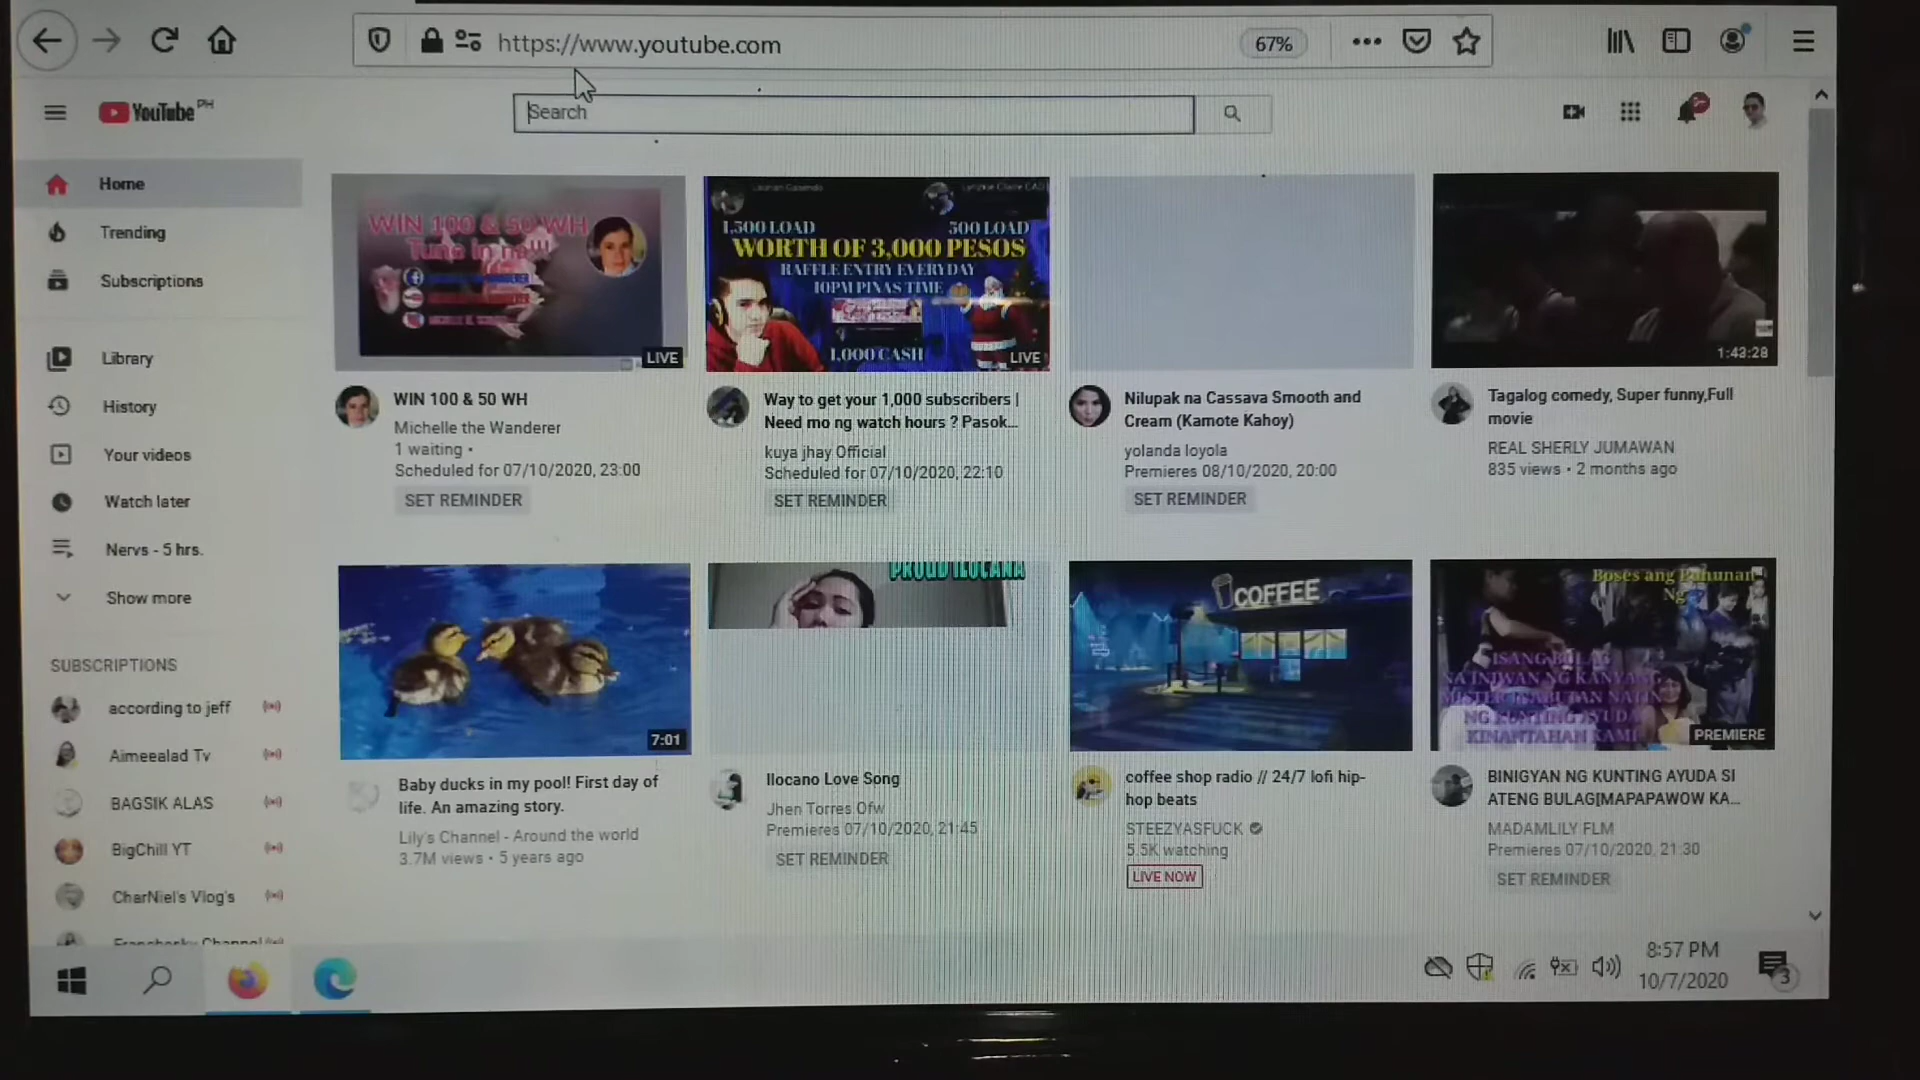 https://www.youtube.com
67%
YouTube PH
Search
Home
Trending
Subscriptions
Library
History
Your videos
Watch later
Nervs - 5 hrs.
Show more
SUBSCRIPTIONS
according to jeff
Aimeealad Tv
BAGSIK ALAS
BigChill YT
CharNiel's Vlog's
WIN 100 & 50 WH
Tune in na!!!
LIVE
WIN 100 & 50 WH
Michelle the Wanderer
1 waiting •
Scheduled for 07/10/2020, 23:00
SET REMINDER
1,500 LOAD 500 LOAD
WORTH OF 3,000 PESOS
RAFFLE ENTRY EVERYDAY
10PM PINAS TIME
1,000 CASH
LIVE
Way to get your 1,000 subscribers |
Need mo ng watch hours ? Pasok...
kuya jhay Official
Scheduled for 07/10/2020, 22:10
SET REMINDER
Nilupak na Cassava Smooth and
Cream (Kamote Kahoy)
yolanda loyola
Premieres 08/10/2020, 20:00
SET REMINDER
1:43:28
Tagalog comedy, Super funny,Full
movie
REAL SHERLY JUMAWAN
835 views • 2 months ago
7:01
Baby ducks in my pool! First day of
life. An amazing story.
Lily's Channel - Around the world
3.7M views • 5 years ago
PROUD ILOCANA
Ilocano Love Song
Jhen Torres Ofw
Premieres 07/10/2020, 21:45
SET REMINDER
COFFEE
coffee shop radio // 24/7 lofi hip-
hop beats
STEEZYASFUCK
5.5K watching
LIVE NOW
Boses ang Puhunan
Ng
ISANG BULAG
NA INIWAN NG KANYANG
MISTER INABUTAN NATIN
NG KUNTING AYUDA
KINANTAHAN KAMI
PREMIERE
BINIGYAN NG KUNTING AYUDA SI
ATENG BULAG[MAPAPAWOW KA...
MADAMLILY FLM
Premieres 07/10/2020, 21:30
SET REMINDER
8:57 PM
10/7/2020
3